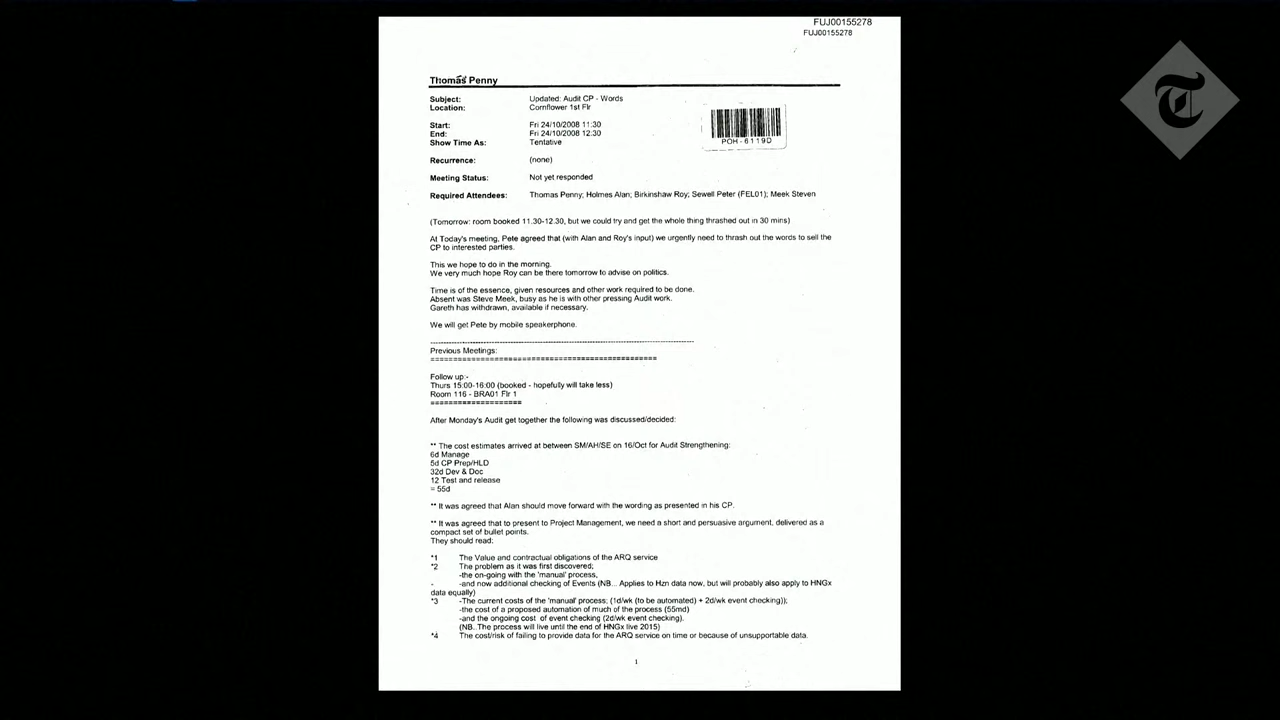 FUJ00155278
FUJ00155278
Thomas Penny
Subject: Updated: Audit CP - Words
Location: Cornflower 1st Flr
Start: Fri 24/10/2008 11:30
End: Fri 24/10/2008 12:30
Show Time As: Tentative
POH-6119D
Recurrence: (none)
Meeting Status: Not yet responded
Required Attendees: Thomas Penny; Holmes Alan; Birkinshaw Roy; Sewell Peter (FEL01); Meek Steven
(Tomorrow: room booked 11.30-12.30, but we could try and get the whole thing thrashed out in 30 mins)
At Today's meeting, Pete agreed that (with Alan and Roy's input) we urgently need to thrash out the words to sell the
CP to interested parties.
This we hope to do in the morning.
We very much hope Roy can be there tomorrow to advise on politics.
Time is of the essence, given resources and other work required to be done.
Absent was Steve Meek, busy as he is with other pressing Audit work.
Gareth has withdrawn, available if necessary.
We will get Pete by mobile speakerphone.
--------------------------------------------------------------------------------
Previous Meetings:
====================================================
Follow up:-
Thurs 15:00-16:00 (booked - hopefully will take less)
Room 116 - BRA01 Flr 1
=====================
After Monday's Audit get together the following was discussed/decided:
** The cost estimates arrived at between SM/AH/SE on 16/Oct for Audit Strengthening:
6d Manage
5d CP Prep/HLD
32d Dev & Doc
12 Test and release
= 55d
** It was agreed that Alan should move forward with the wording as presented in his CP.
** It was agreed that to present to Project Management, we need a short and persuasive argument, delivered as a
compact set of bullet points.
They should read:
*1 The Value and contractual obligations of the ARQ service
*2 The problem as it was first discovered;
-the on-going with the 'manual' process,
- -and now additional checking of Events (NB... Applies to Hzn data now, but will probably also apply to HNGx
data equally)
*3 -The current costs of the 'manual' process; (1d/wk (to be automated) + 2d/wk event checking));
-the cost of a proposed automation of much of the process (55md)
-and the ongoing cost of event checking (2d/wk event checking).
(NB..The process will live until the end of HNGx live 2015)
*4 The cost/risk of failing to provide data for the ARQ service on time or because of unsupportable data.
1
T